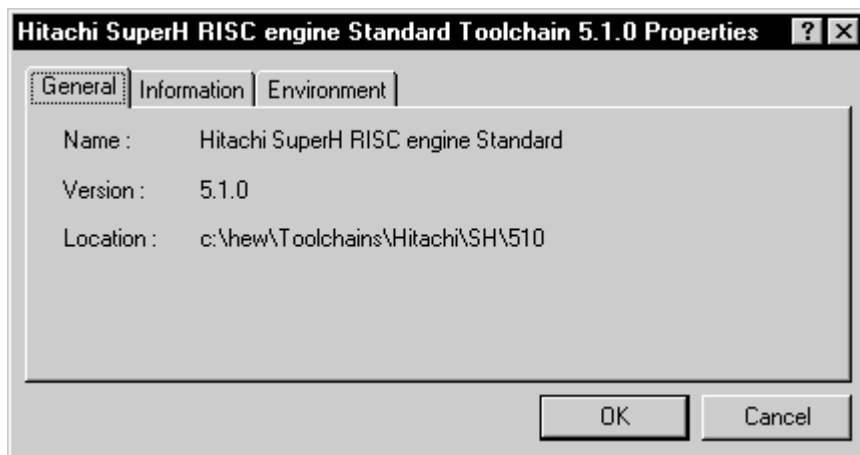 Hitachi SuperH RISC engine Standard Toolchain 5.1.0 Properties
General Information Environment
Name : Hitachi SuperH RISC engine Standard
Version : 5.1.0
Location : c:\hew\Toolchains\Hitachi\SH\510
OK Cancel